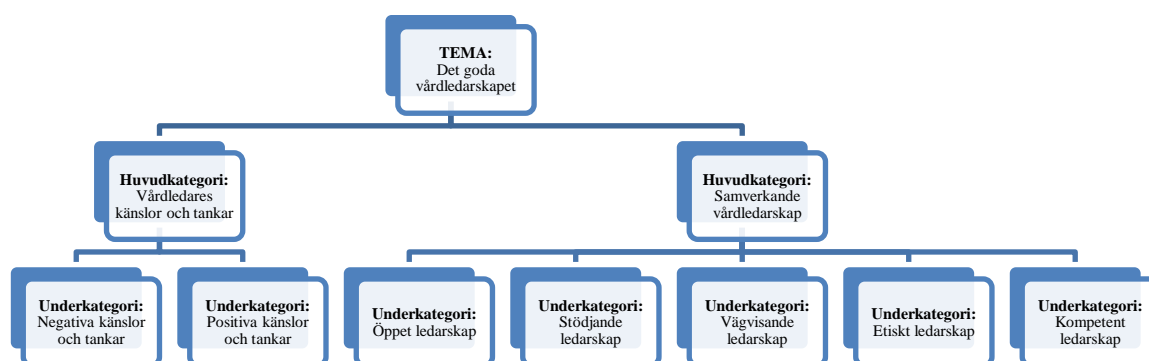 TEMA:
Det goda
vårdledarskapet
Huvudkategori:
Vårdledares
känslor och tankar
Huvudkategori:
Samverkande
vårdledarskap
Underkategori:
Negativa känslor
och tankar
Underkategori:
Positiva känslor
och tankar
Underkategori:
Öppet ledarskap
Underkategori:
Stödjande
ledarskap
Underkategori:
Vägvisande
ledarskap
Underkategori:
Etiskt ledarskap
Underkategori:
Kompetent
ledarskap